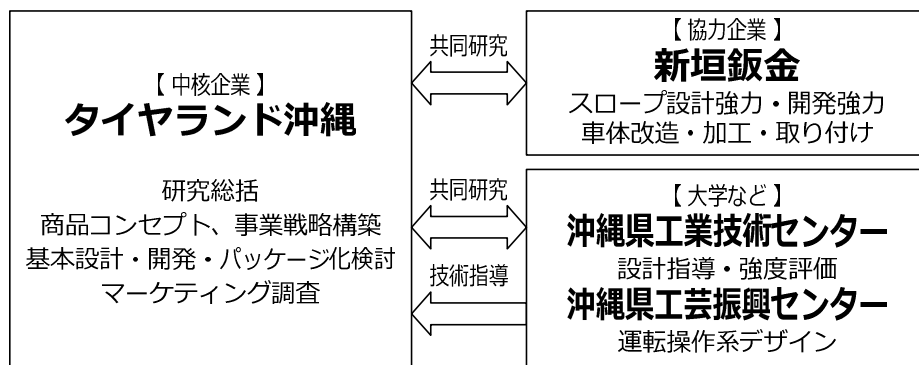 【 中核企業 】
タイヤランド沖縄
研究総括
商品コンセプト、事業戦略構築
基本設計・開発・パッケージ化検討
マーケティング調査
共同研究
【 協力企業 】
新垣鈑金
スロープ設計強力・開発強力
車体改造・加工・取り付け
共同研究
技術指導
【 大学など 】
沖縄県工業技術センター
設計指導・強度評価
沖縄県工芸振興センター
運転操作系デザイン